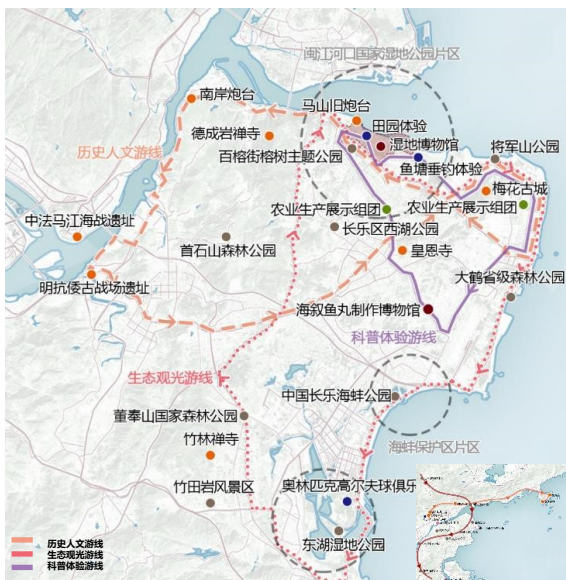 闽江河口国家湿地公园片区
南岸炮台
马山旧炮台
田园体验
德成岩禅寺
湿地博物馆
历史人文游线
百榕街榕树主题公园
鱼塘垂钓体验
将军山公园
梅花古城
农业生产展示组团
农业生产展示组团
中法马江海战遗址
长乐区西湖公园
首石山森林公园
皇恩寺
明抗倭古战场遗址
大鹤省级森林公园
海叙鱼丸制作博物馆
科普体验游线
生态观光游线
中国长乐海蚌公园
董奉山国家森林公园
海蚌保护区片区
竹林禅寺
竹田岩风景区
奥林匹克高尔夫球俱乐
东湖湿地公园
历史人文游线
生态观光游线
科普体验游线